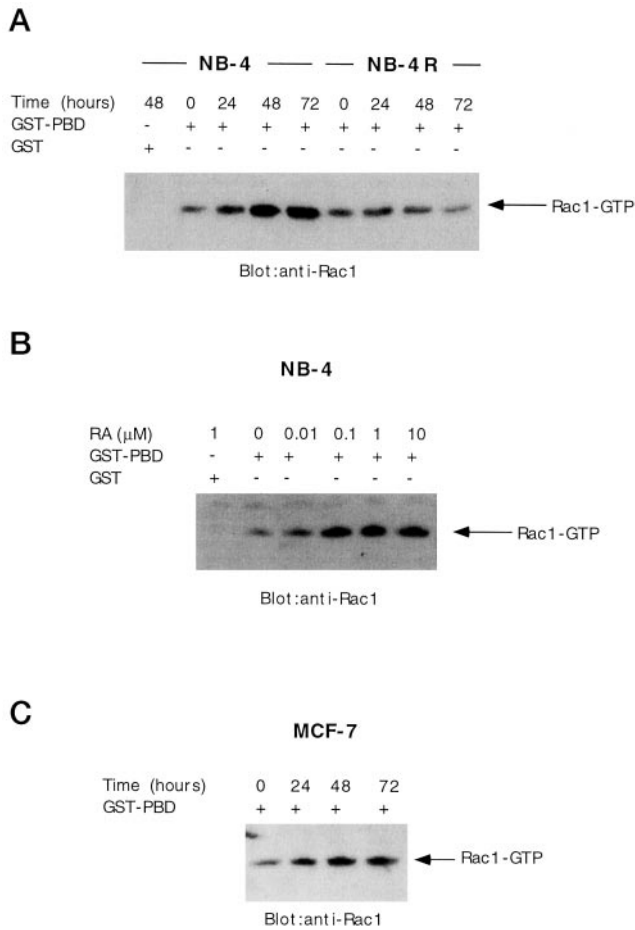 A
NB-4 NB-4R
Time (hours) 48 0 24 48 72 0 24 48 72
GST-PBD - + + + + + + + +
GST + - - - - - - - -
Rac1-GTP
Blot:anti-Rac1
B
NB-4
RA (μM) 1 0 0.01 0.1 1 10
GST-PBD - + + + + +
GST + - - - - -
Rac1-GTP
Blot:anti-Rac1
C
MCF-7
Time (hours) 0 24 48 72
GST-PBD + + + +
Rac1-GTP
Blot:anti-Rac1